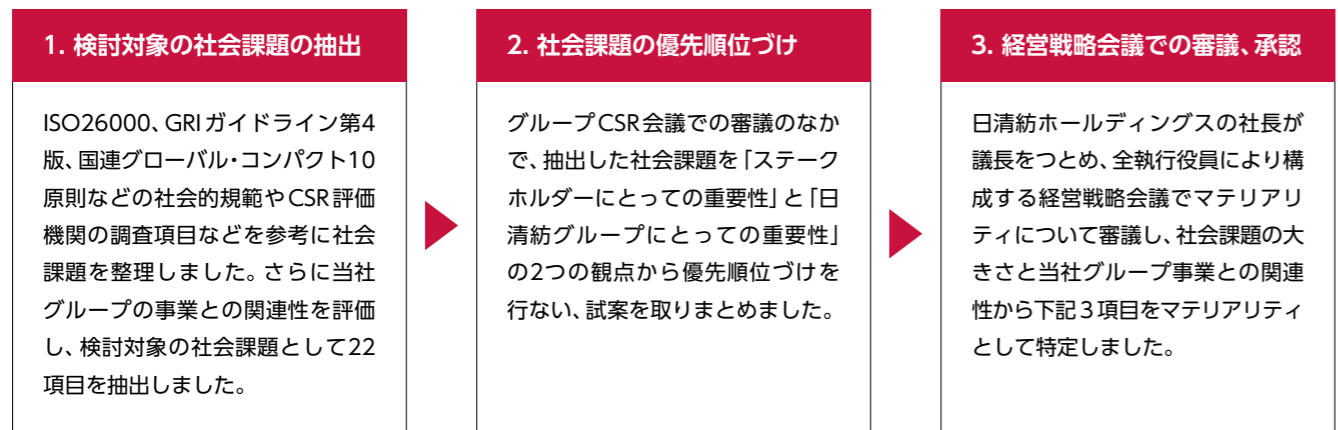 1. 検討対象の社会課題の抽出
ISO26000、GRIガイドライン第4
版、国連グローバル・コンパクト10
原則などの社会的規範やCSR評価
機関の調査項目などを参考に社会
課題を整理しました。さらに当社
グループの事業との関連性を評価
し、検討対象の社会課題として22
項目を抽出しました。
2. 社会課題の優先順位づけ
グループCSR会議での審議のなか
で、抽出した社会課題を「ステーク
ホルダーにとっての重要性」と「日
清紡グループにとっての重要性」
の2つの観点から優先順位づけを
行ない、試案を取りまとめました。
3. 経営戦略会議での審議、承認
日清紡ホールディングスの社長が
議長をつとめ、全執行役員により構
成する経営戦略会議でマテリアリ
ティについて審議し、社会課題の大
きさと当社グループ事業との関連
性から下記3項目をマテリアリティ
として特定しました。